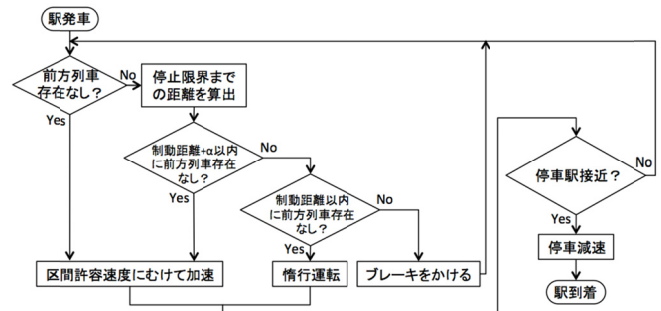 駅発車
前方列車
存在なし？
No
Yes
停止限界まで
の距離を算出
制動距離+α以内
に前方列車存在
なし？
No
Yes
制動距離以内
に前方列車存在
なし？
No
Yes
停車駅接近？
No
Yes
区間許容速度にむけて加速
惰行運転
ブレーキをかける
停車減速
駅到着